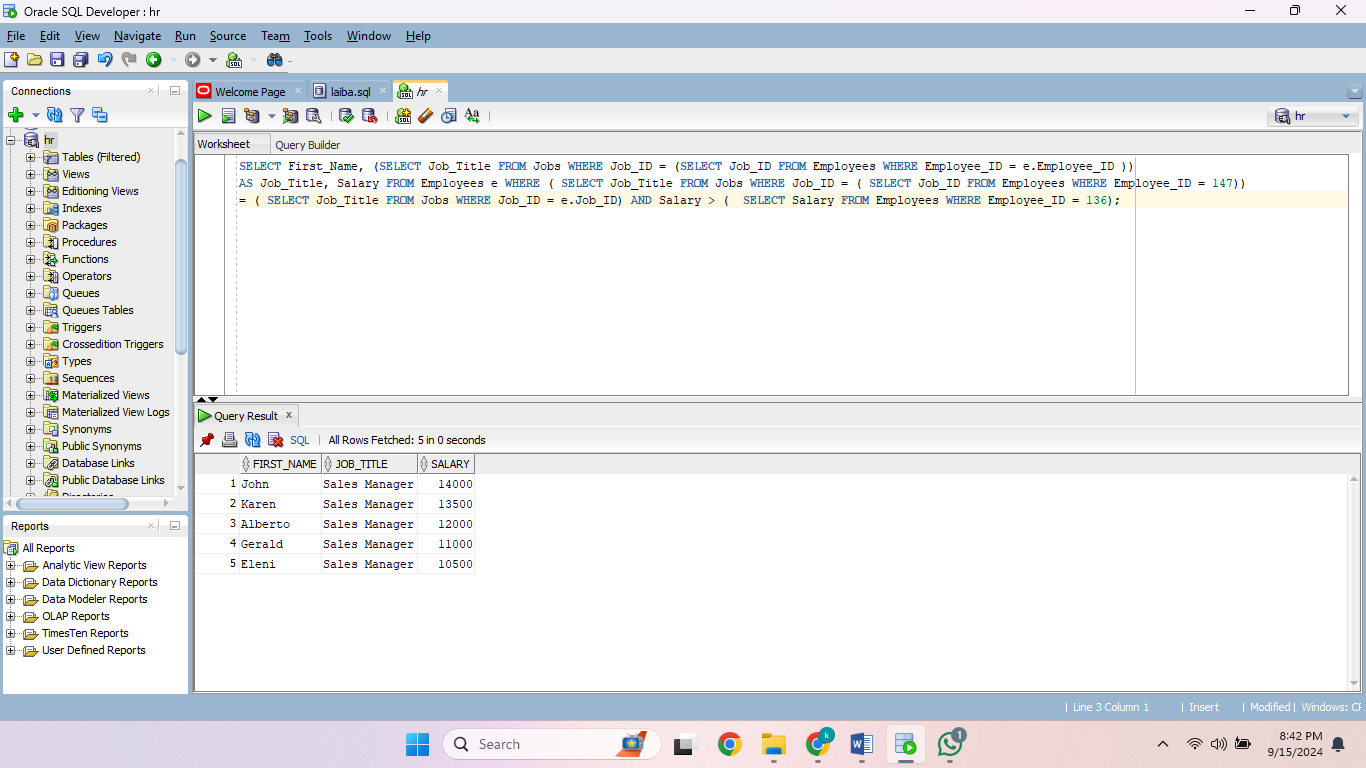 Oracle SQL Developer : hr
File Edit View Navigate Run Source Team Tools Window Help
Connections
hr
Tables (Filtered)
Views
Editioning Views
Indexes
Packages
Procedures
Functions
Operators
Queues
Queues Tables
Triggers
Crossedition Triggers
Types
Sequences
Materialized Views
Materialized View Logs
Synonyms
Public Synonyms
Database Links
Public Database Links
Reports
All Reports
Analytic View Reports
Data Dictionary Reports
Data Modeler Reports
OLAP Reports
TimesTen Reports
User Defined Reports
Welcome Page laiba.sql hr
hr
Worksheet Query Builder
SELECT First_Name, (SELECT Job_Title FROM Jobs WHERE Job_ID = (SELECT Job_ID FROM Employees WHERE Employee_ID = e.Employee_ID ))
AS Job_Title, Salary FROM Employees e WHERE ( SELECT Job_Title FROM Jobs WHERE Job_ID = ( SELECT Job_ID FROM Employees WHERE Employee_ID = 147))
= ( SELECT Job_Title FROM Jobs WHERE Job_ID = e.Job_ID) AND Salary > (  SELECT Salary FROM Employees WHERE Employee_ID = 136);
Query Result
SQL | All Rows Fetched: 5 in 0 seconds
FIRST_NAME JOB_TITLE SALARY
1 John Sales Manager 14000
2 Karen Sales Manager 13500
3 Alberto Sales Manager 12000
4 Gerald Sales Manager 11000
5 Eleni Sales Manager 10500
| Line 3 Column 1 | Insert | Modified | Windows: CF
Search
k
1
8:42 PM
9/15/2024